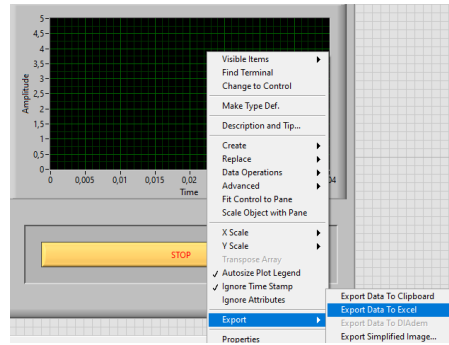 5
4,5
4
3,5
3
2,5
2
1,5
1
0,5
0
Amplitude
0
0,005
0,01
0,015
0,02
04
Time
STOP
Visible Items
Find Terminal
Change to Control
Make Type Def.
Description and Tip...
Create
Replace
Data Operations
Advanced
Fit Control to Pane
Scale Object with Pane
X Scale
Y Scale
Transpose Array
Autosize Plot Legend
Ignore Time Stamp
Ignore Attributes
Export
Properties
Export Data To Clipboard
Export Data To Excel
Export Data To DIAdem
Export Simplified Image...